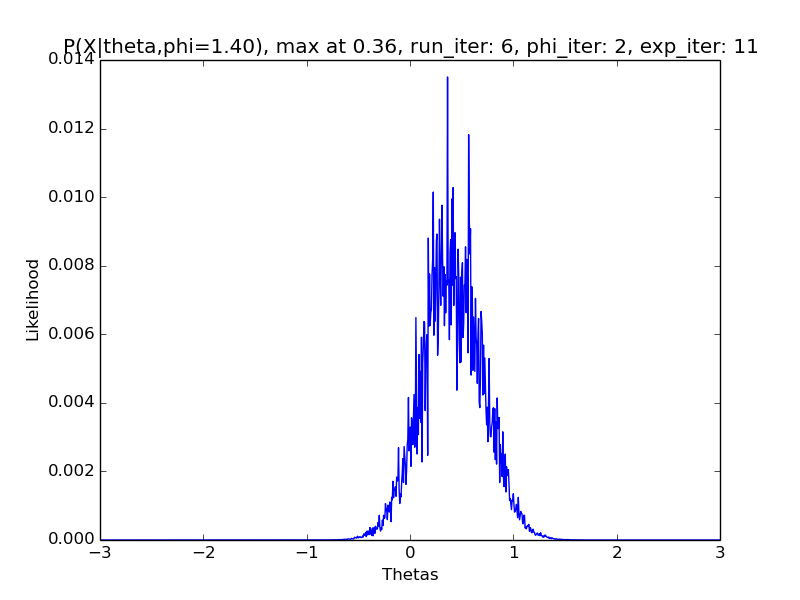 P(X|theta,phi=1.40), max at 0.36, run_iter: 6, phi_iter: 2, exp_iter: 11
0.014
0.012
0.010
0.008
0.006
0.004
0.002
0.000
Likelihood
−3 −2 −1 0 1 2 3
Thetas